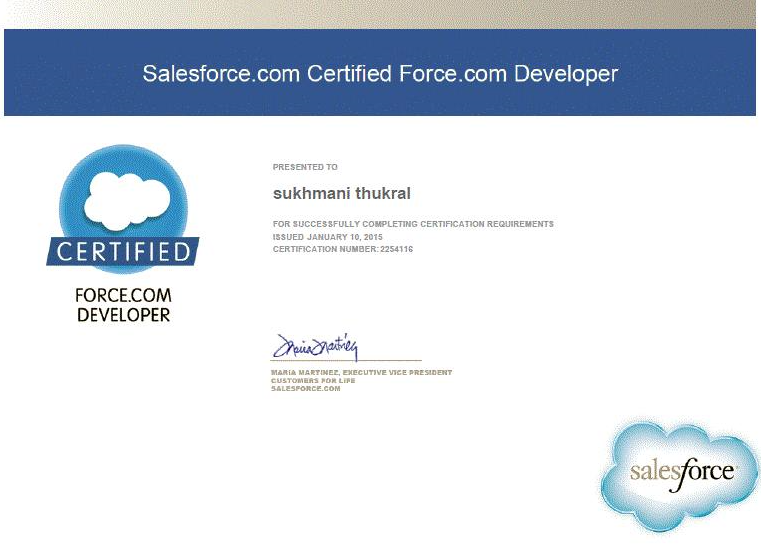 Salesforce.com Certified Force.com Developer
PRESENTED TO
sukhmani thukral
FOR SUCCESSFULLY COMPLETING CERTIFICATION REQUIREMENTS
ISSUED JANUARY 10, 2015
CERTIFICATION NUMBER: 2254116
CERTIFIED
FORCE.COM
DEVELOPER
Maria Martinez
MARIA MARTINEZ, EXECUTIVE VICE PRESIDENT
CUSTOMERS FOR LIFE
SALESFORCE.COM
salesforce